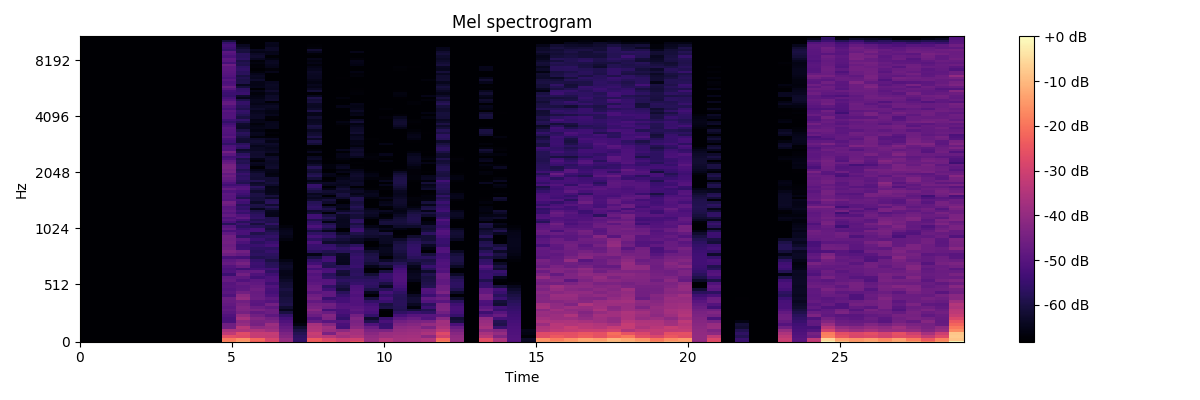 Mel spectrogram
+0 dB
8192
-10 dB
4096
-20 dB
2048
-30 dB
Hz
1024
-40 dB
512
-50 dB
-60 dB
0
0 5 10 15 20 25
Time